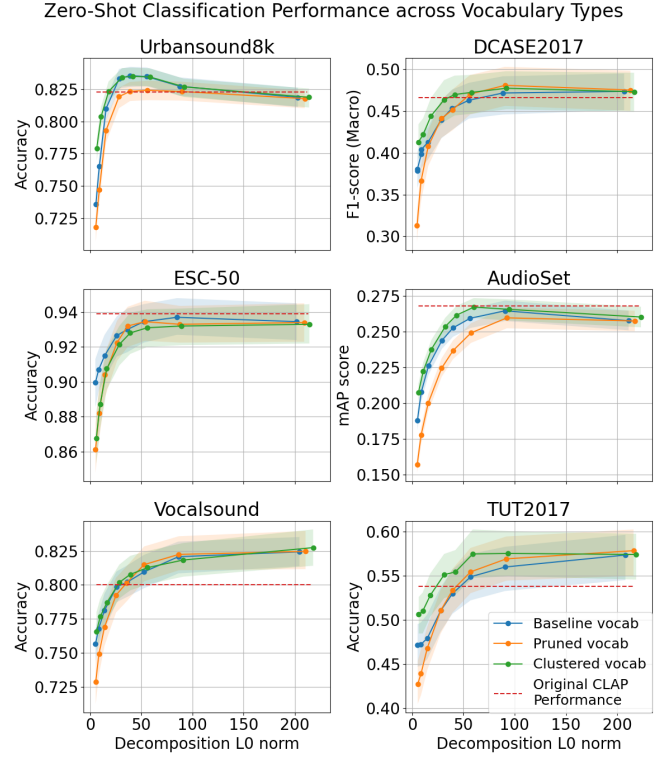 Zero-Shot Classification Performance across Vocabulary Types
Urbansound8k
DCASE2017
Accuracy
0.825
0.800
0.775
0.750
0.725
F1-score (Macro)
0.50
0.45
0.40
0.35
0.30
ESC-50
AudioSet
Accuracy
0.94
0.92
0.90
0.88
0.86
mAP score
0.275
0.250
0.225
0.200
0.175
0.150
Vocalsound
TUT2017
Accuracy
0.825
0.800
0.775
0.750
0.725
0 50 100 150 200
Decomposition L0 norm
Accuracy
0.60
0.55
0.50
0.45
0.40
0 50 100 150 200
Decomposition L0 norm
Baseline vocab
Pruned vocab
Clustered vocab
Original CLAP
Performance